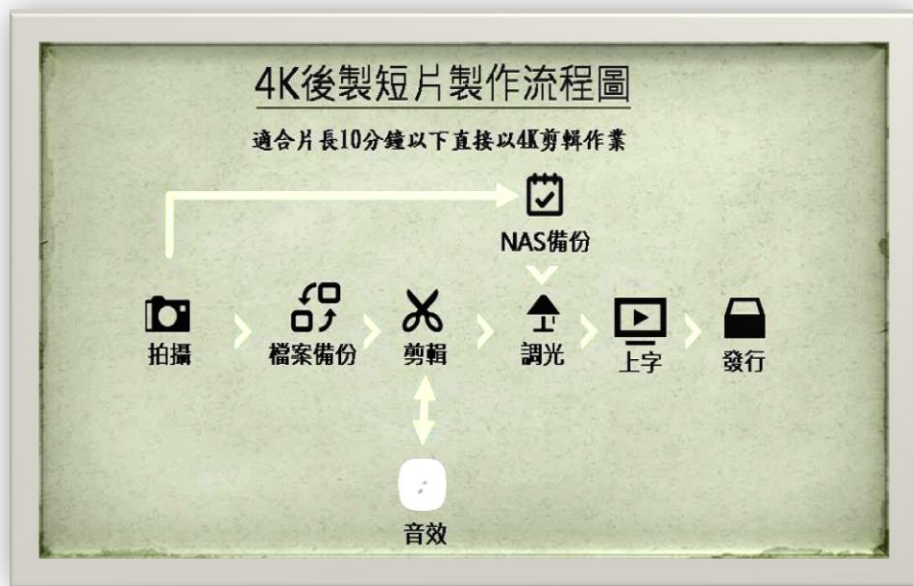 4K後製短片製作流程圖
適合片長10分鐘以下直接以4K剪輯作業
NAS備份
拍攝
檔案備份
剪輯
調光
上字
發行
音效